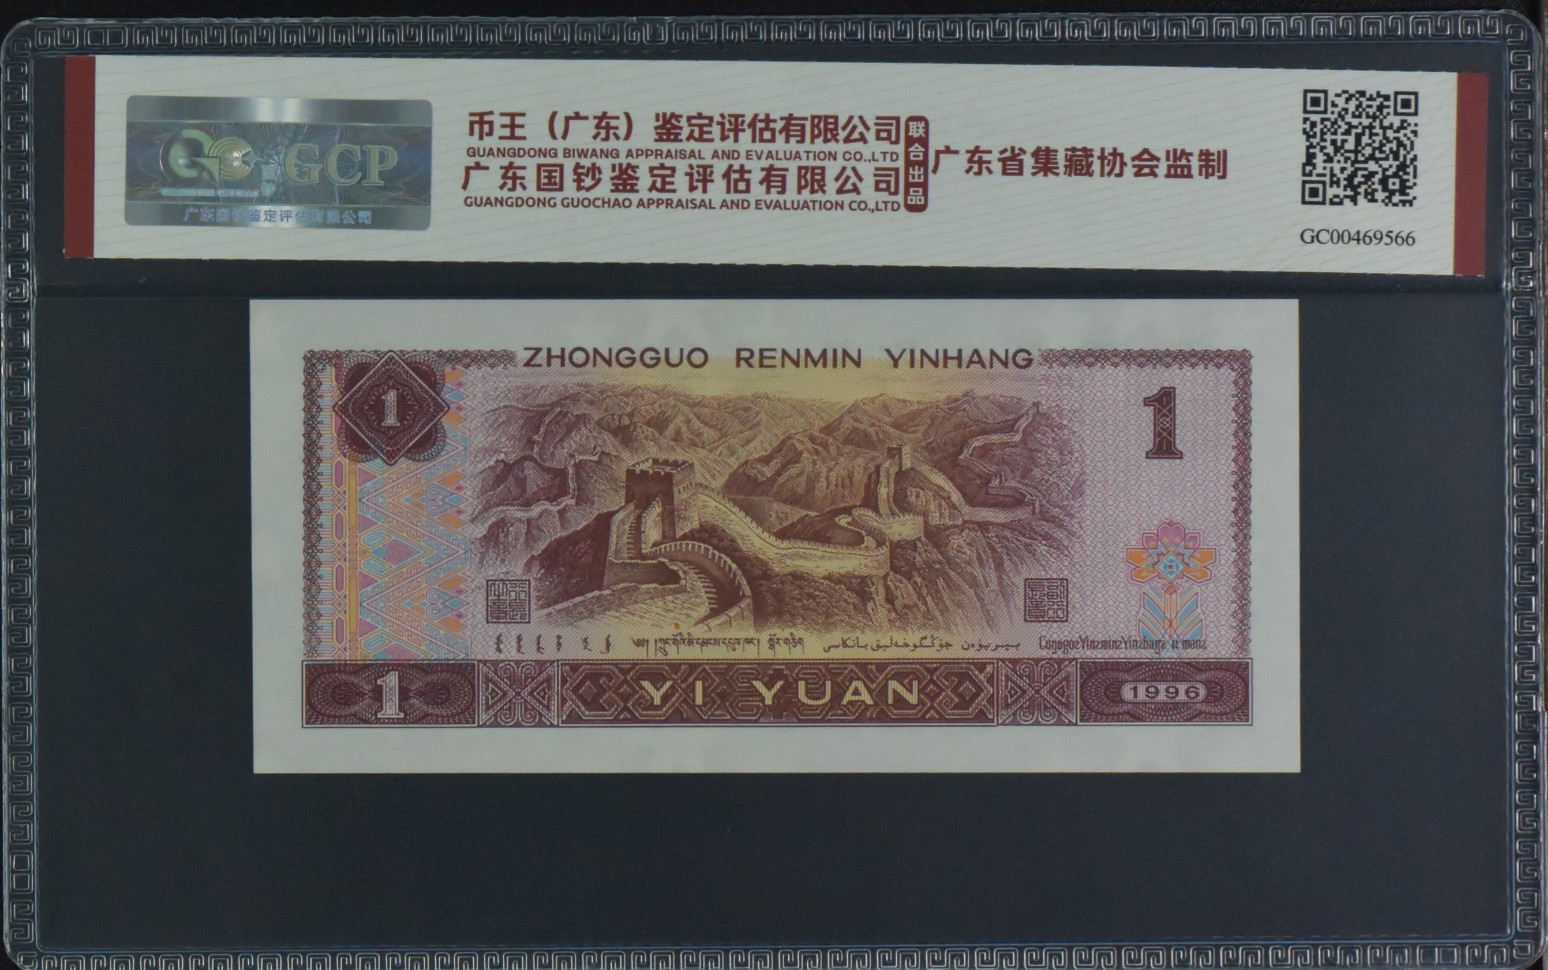 币王（广东）鉴定评估有限公司
GUANGDONG BIWANG APPRAISAL AND EVALUATION CO.,LTD
广东国钞鉴定评估有限公司
GUANGDONG GUOCHAO APPRAISAL AND EVALUATION CO.,LTD
联合出品
广东省集藏协会监制
GCP
广东国钞鉴定评估有限公司
GC00469566
ZHONGGUO RENMIN YINHANG
1
1
1
YI YUAN
1996